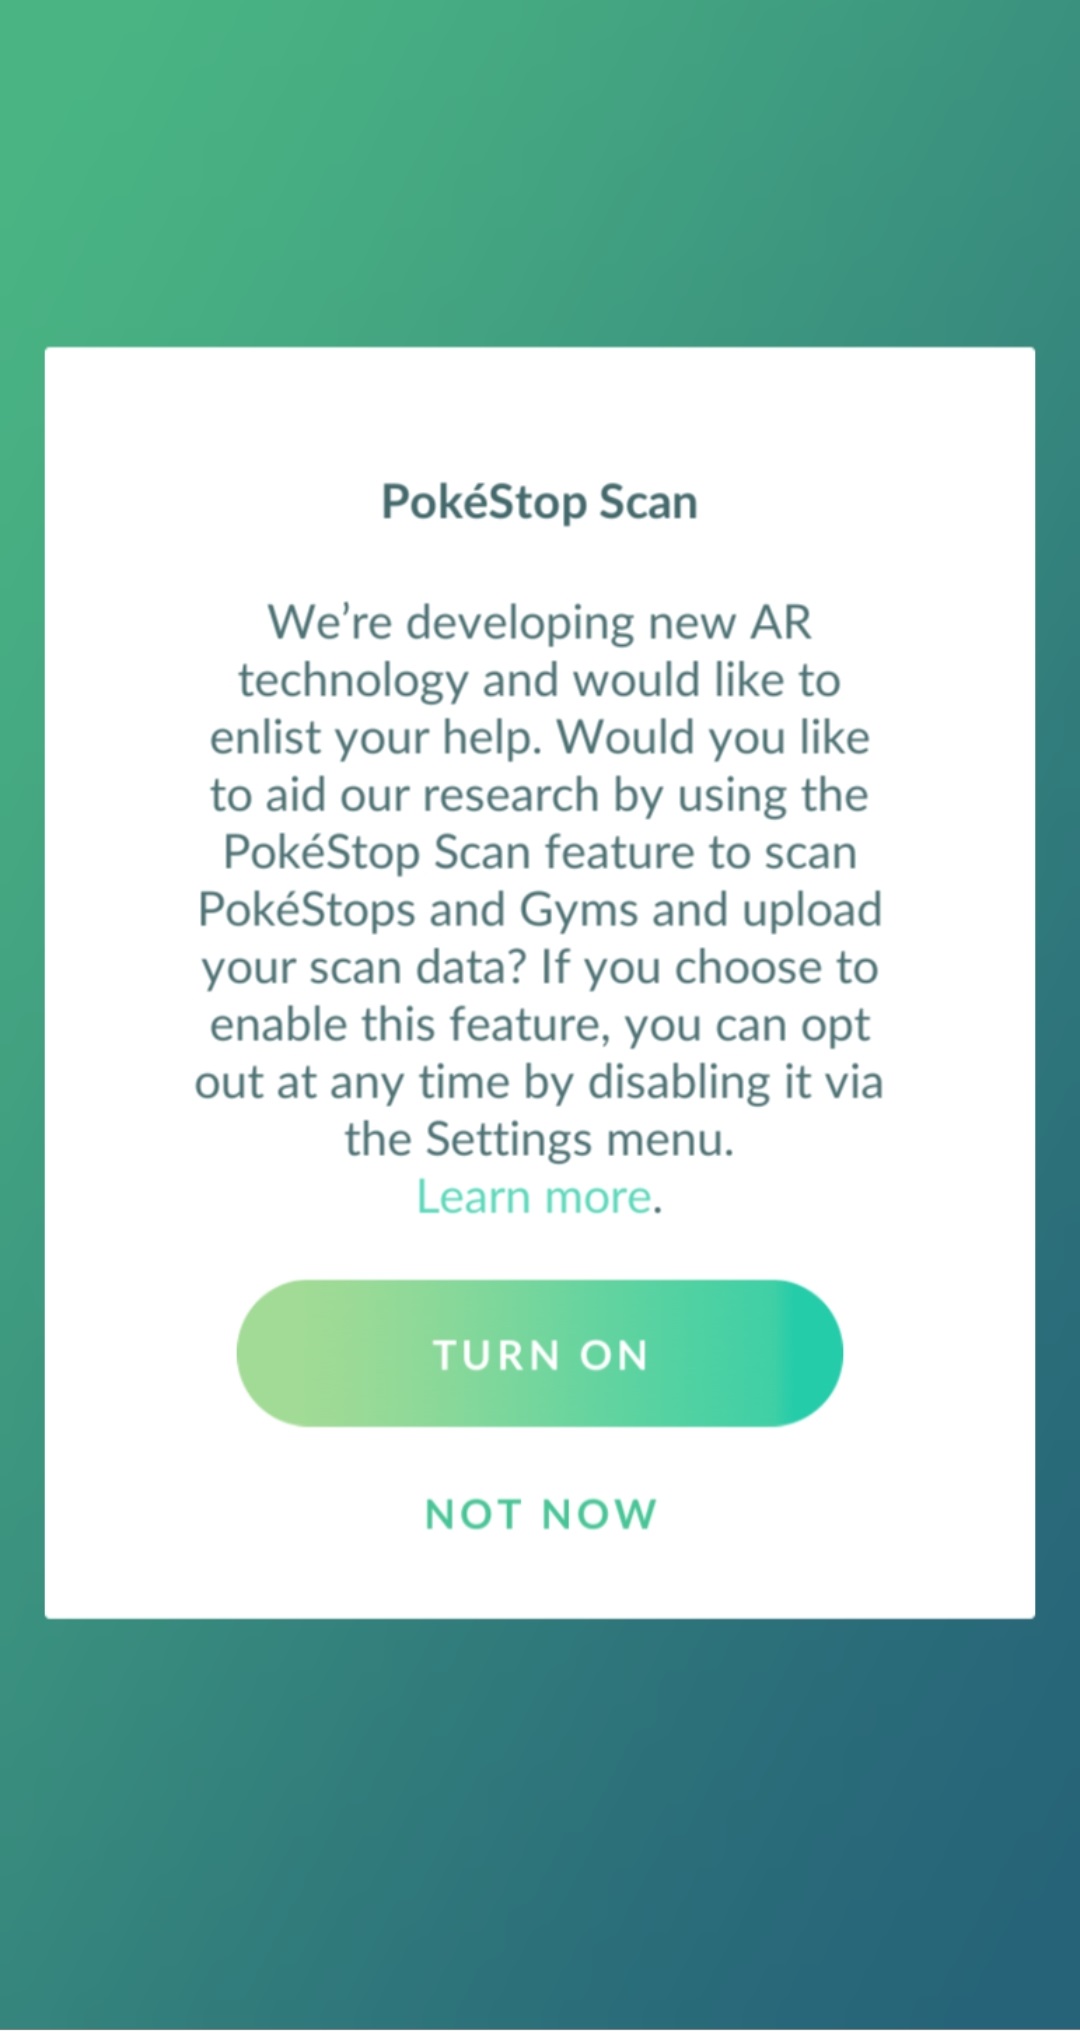 PokéStop Scan
We’re developing new AR
technology and would like to
enlist your help. Would you like
to aid our research by using the
PokéStop Scan feature to scan
PokéStops and Gyms and upload
your scan data? If you choose to
enable this feature, you can opt
out at any time by disabling it via
the Settings menu.
Learn more.
TURN ON
NOT NOW